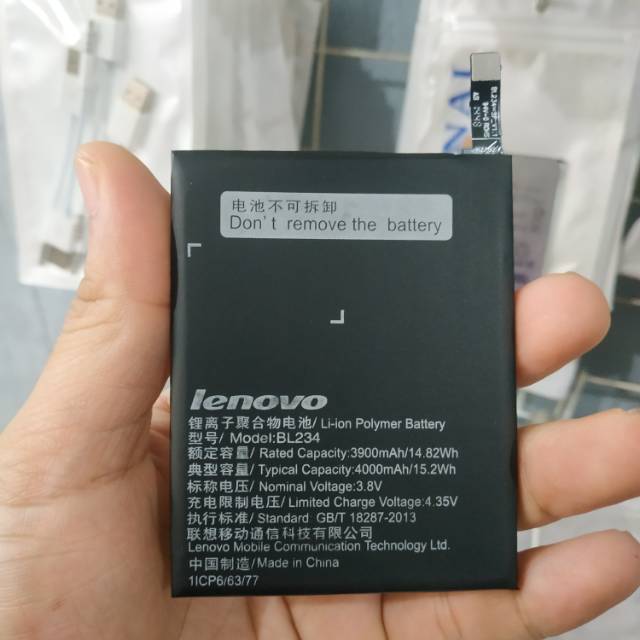 NAL
电池不可拆卸
Don't remove the battery
lenovo
锂离子聚合物电池/ Li-ion Polymer Battery
型号/ Model:BL234
额定容量/ Rated Capacity:3900mAh/14.82Wh
典型容量/ Typical Capacity:4000mAh/15.2Wh
标称电压/ Nominal Voltage:3.8V
充电限制电压/ Limited Charge Voltage:4.35V
执行标准/ Standard GB/T 18287-2013
联想移动通信科技有限公司
Lenovo Mobile Communication Technology Ltd.
中国制造/Made in China
1ICP6/63/77